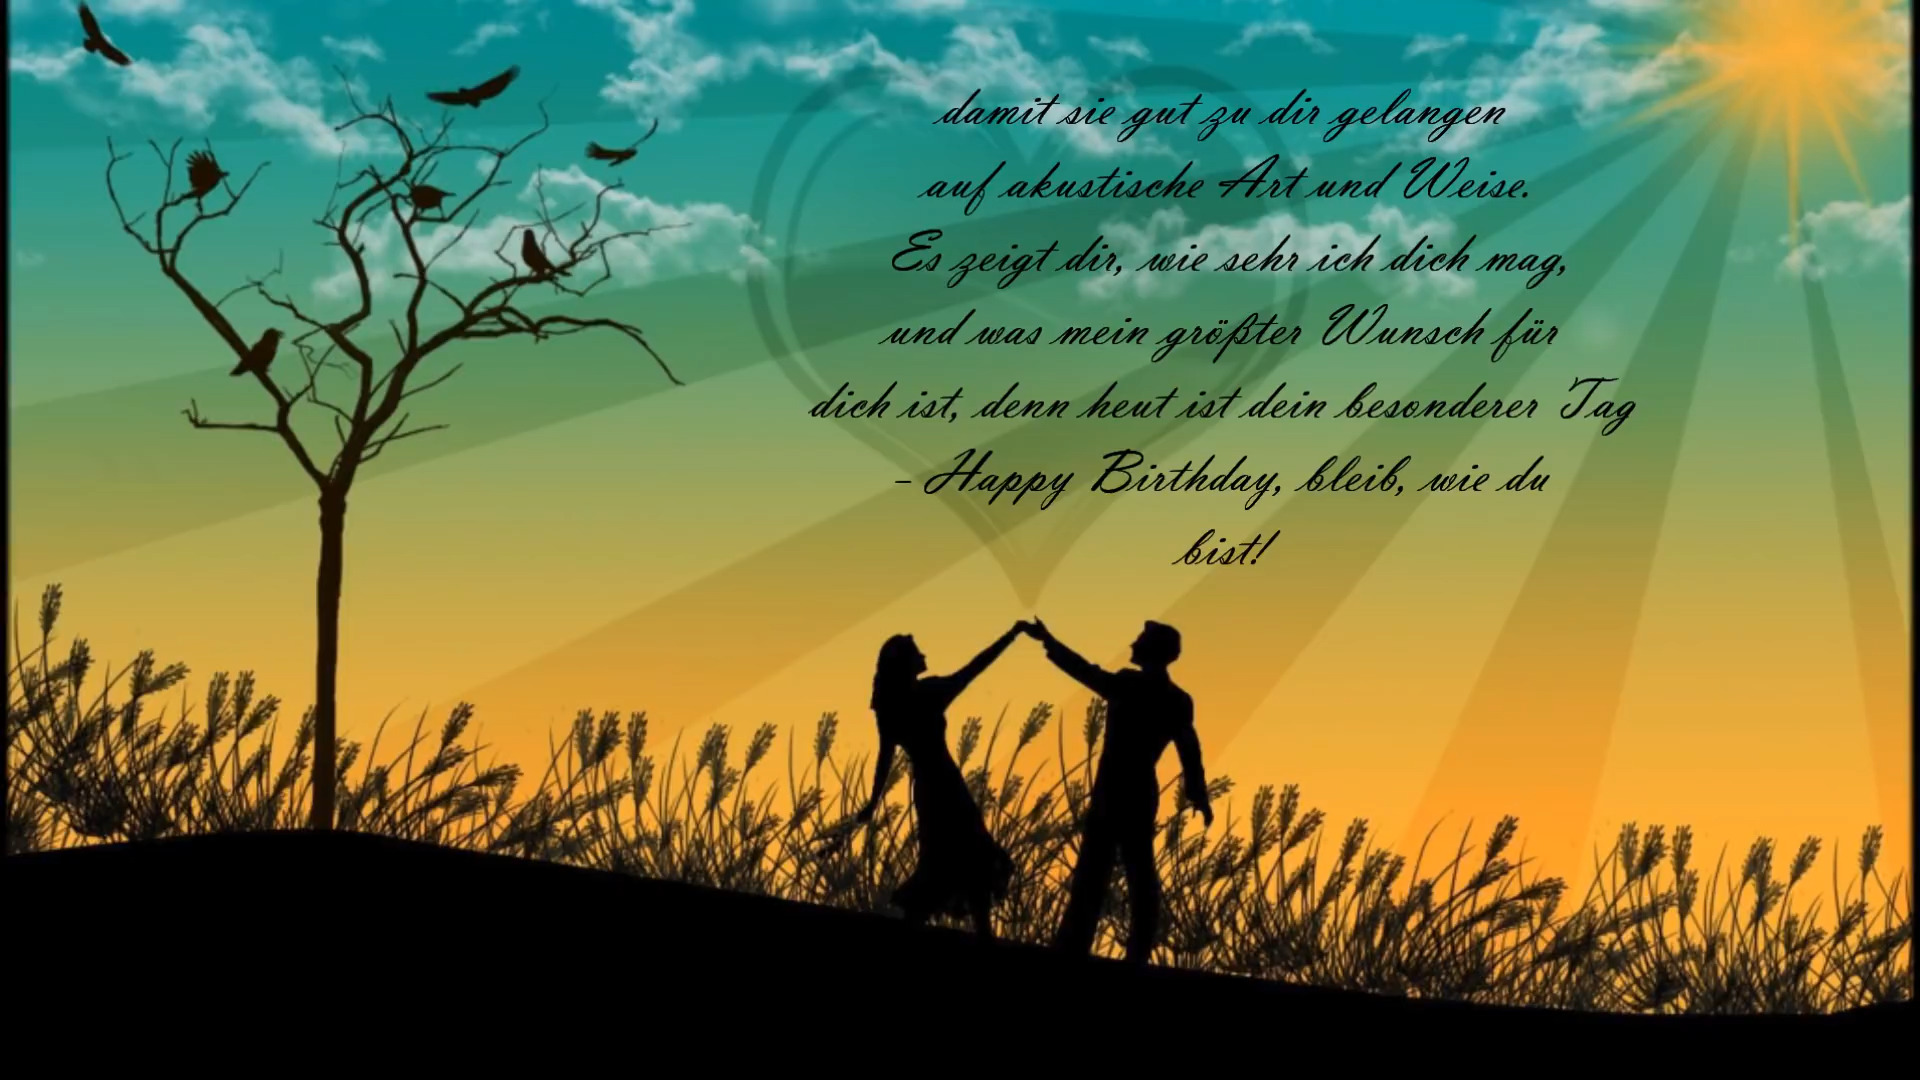 damit sie gut zu dir gelangen
auf akustische Art und Weise.
Es zeigt dir, wie sehr ich dich mag,
und was mein größter Wunsch für
dich ist, denn heut ist dein besonderer Tag
- Happy Birthday, bleib, wie du
bist!